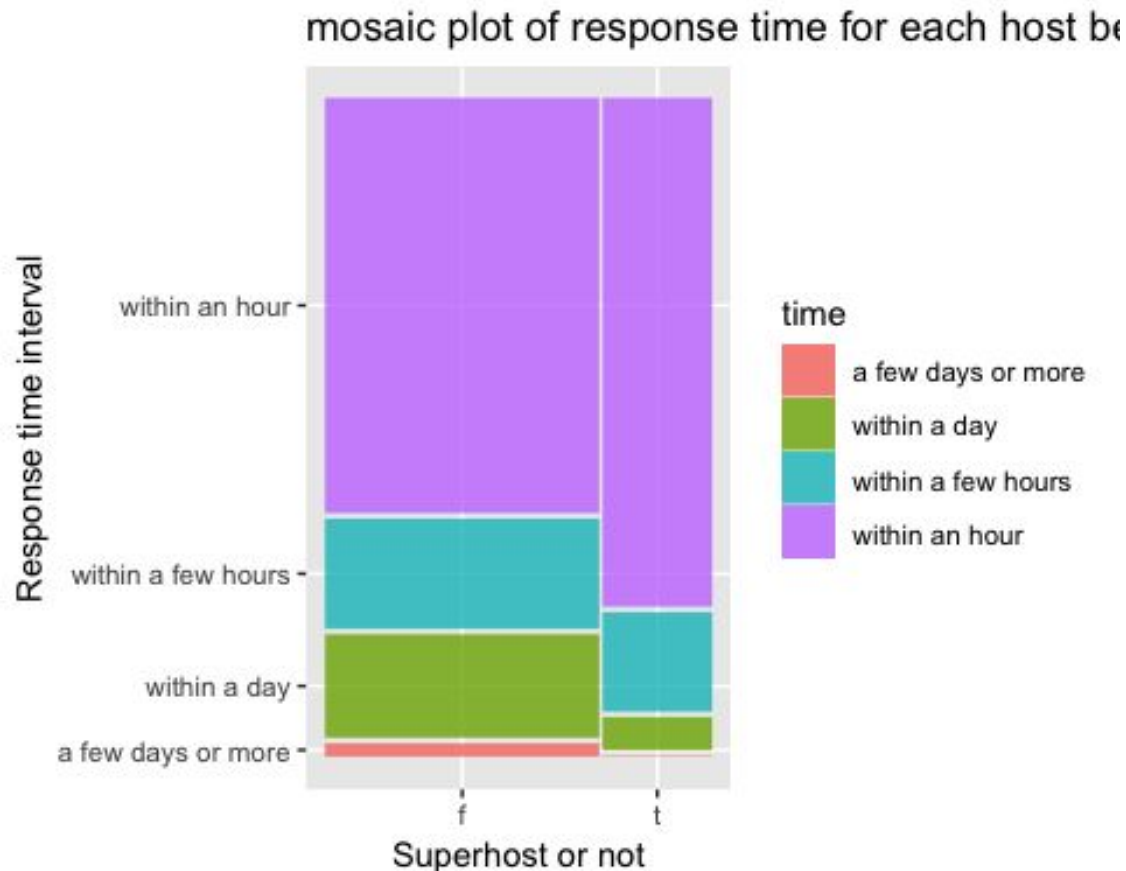 mosaic plot of response time for each host
Response time interval
within an hour
within a few hours
within a day
a few days or more
f
t
Superhost or not
time
a few days or more
within a day
within a few hours
within an hour